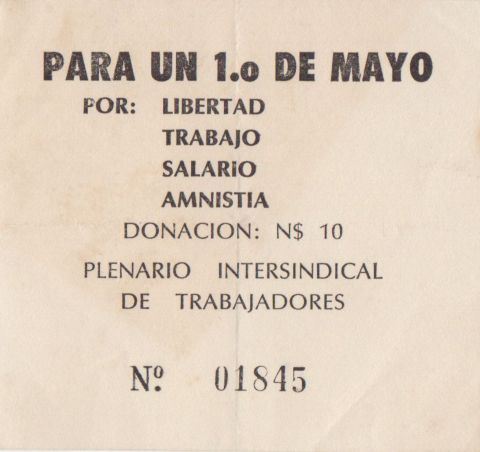 PARA UN 1.o DE MAYO
POR: LIBERTAD
TRABAJO
SALARIO
AMNISTIA
DONACION: N$ 10
PLENARIO INTERSINDICAL
DE TRABAJADORES
Nº 01845